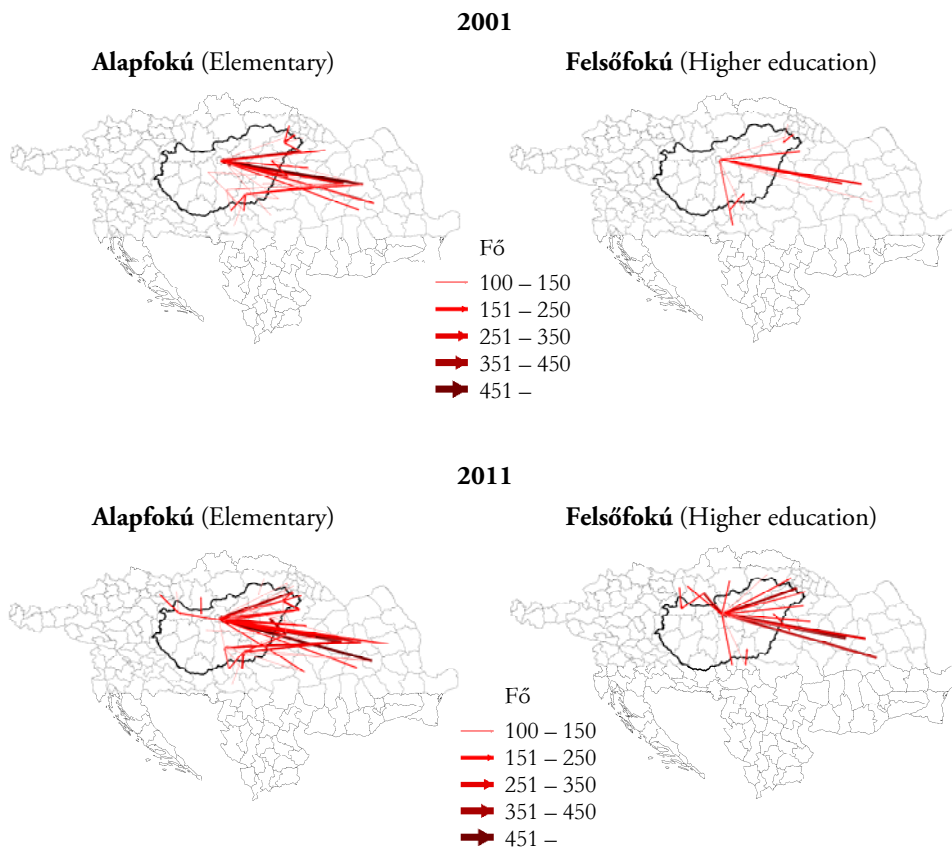 2001
Alapfokú (Elementary)
Felsőfokú (Higher education)
Fő
100 – 150
151 – 250
251 – 350
351 – 450
451 –
2011
Alapfokú (Elementary)
Felsőfokú (Higher education)
Fő
100 – 150
151 – 250
251 – 350
351 – 450
451 –